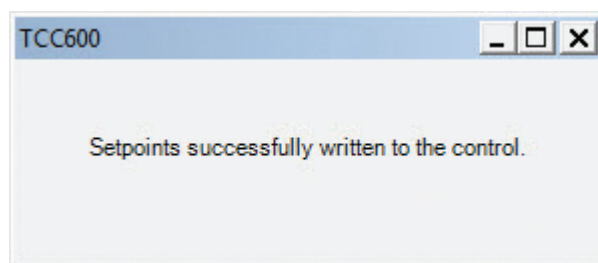 TCC600
Setpoints successfully written to the control.